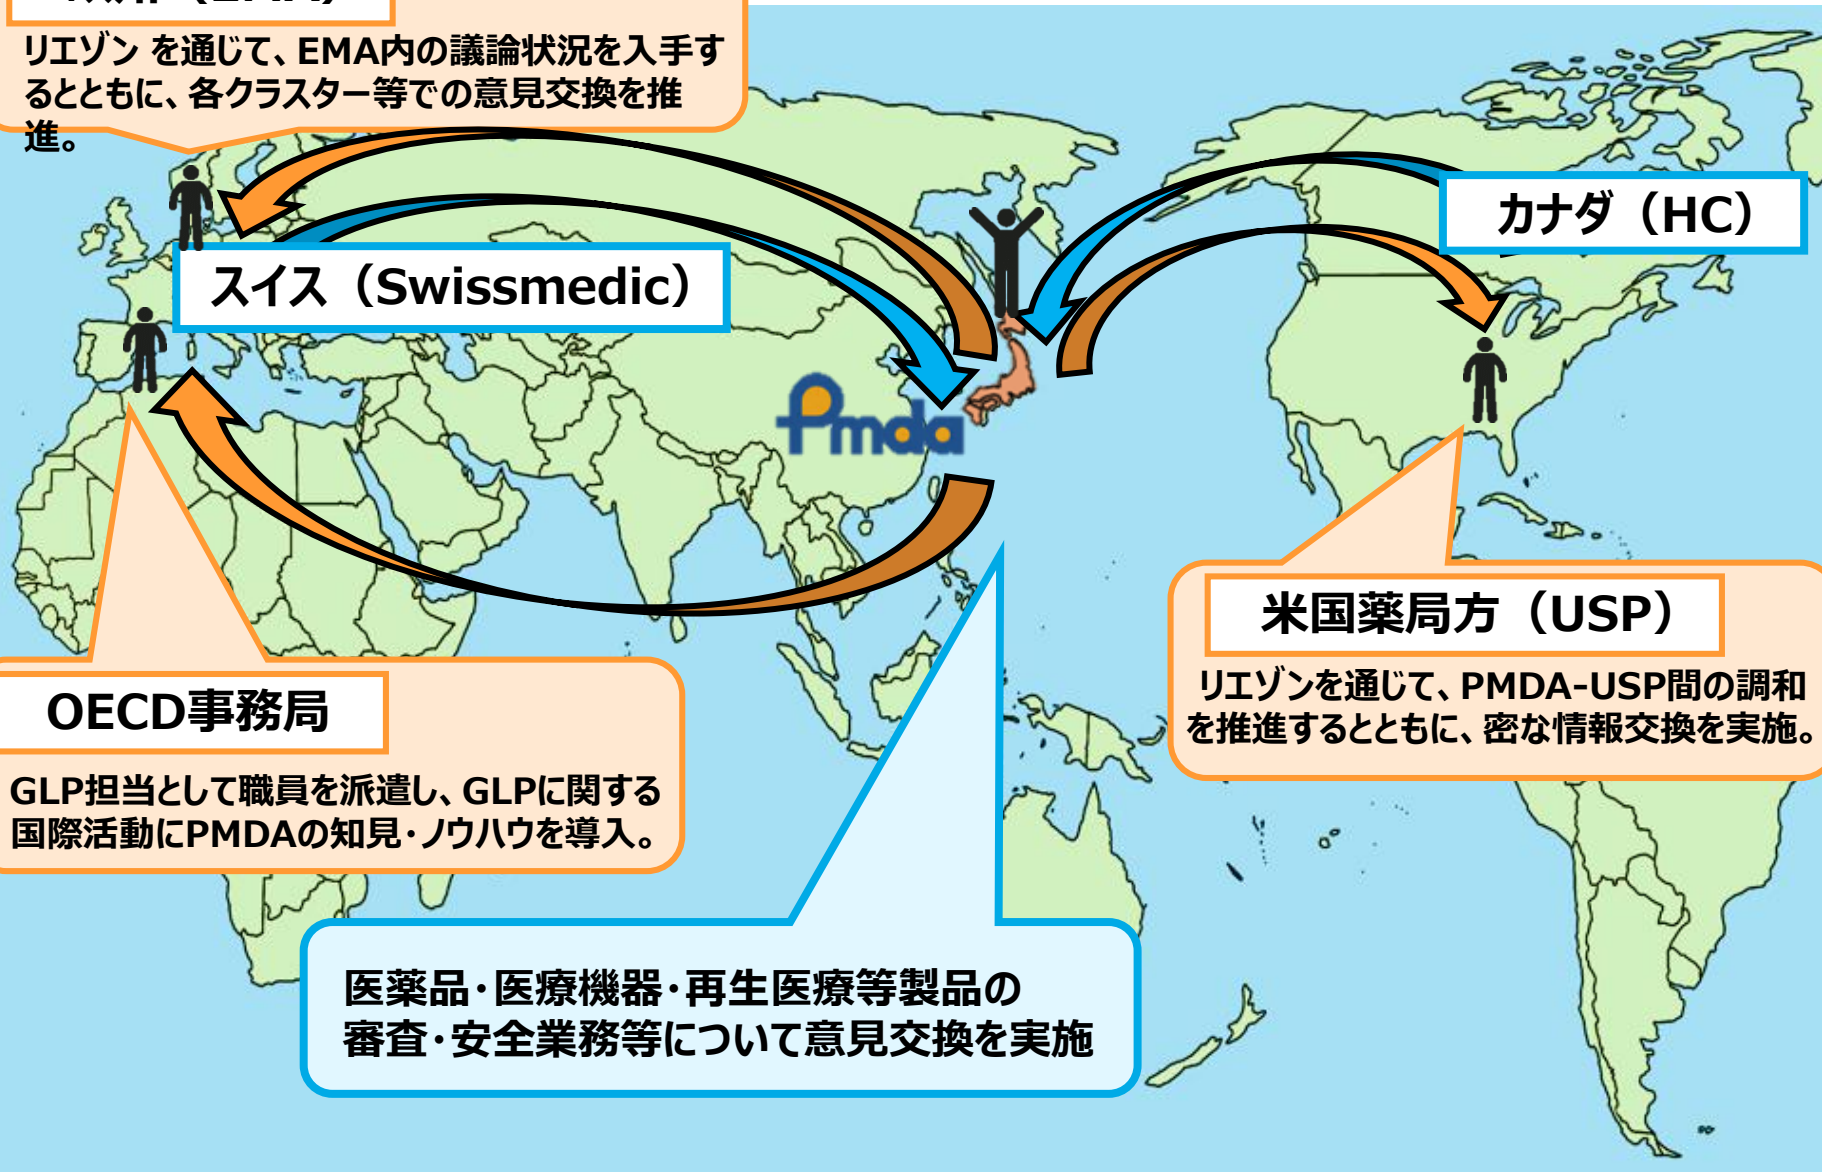 リエゾン を通じて、EMA内の議論状況を入手す
るとともに、各クラスター等での意見交換を推
進。
カナダ（HC）
スイス（Swissmedic）
Pmda
米国薬局方（USP）
リエゾンを通じて、PMDA-USP間の調和
を推進するとともに、密な情報交換を実施。
OECD事務局
GLP担当として職員を派遣し、GLPに関する
国際活動にPMDAの知見・ノウハウを導入。
医薬品・医療機器・再生医療等製品の
審査・安全業務等について意見交換を実施